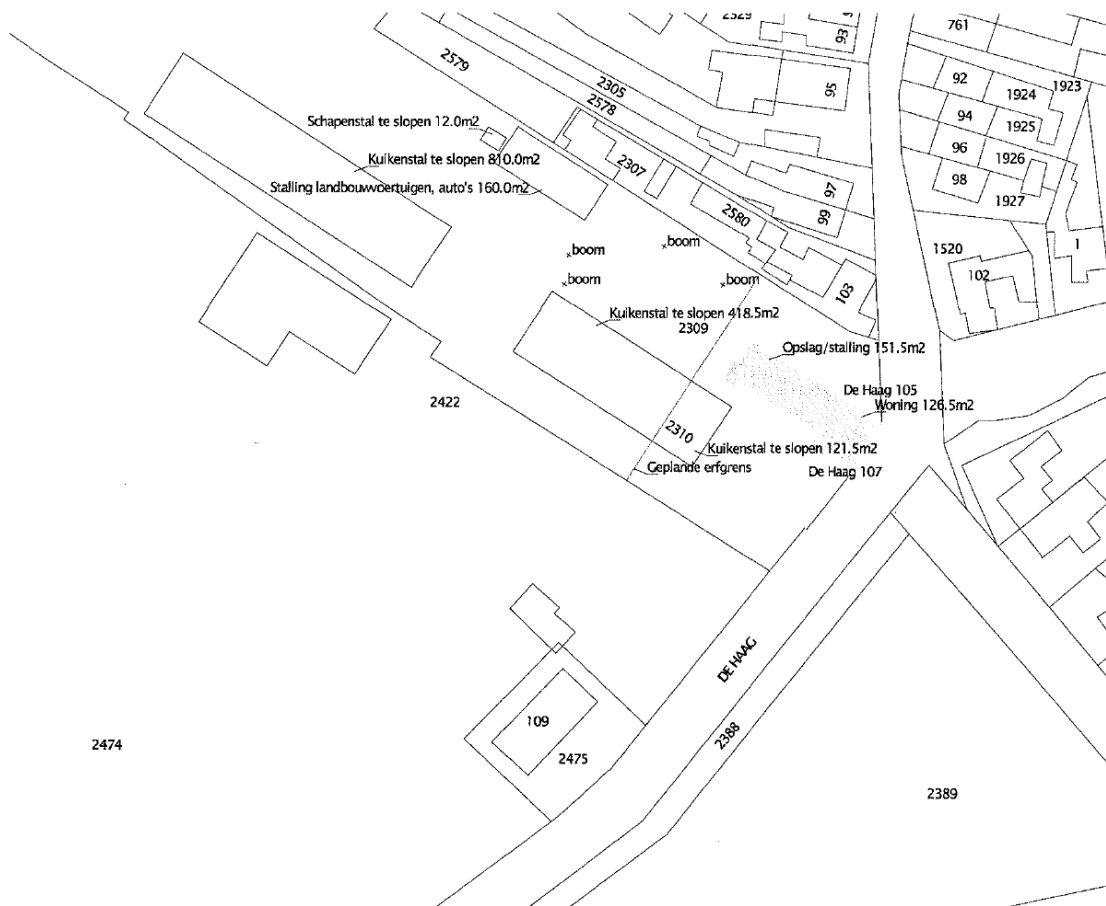 2529
93
761
2579
2305
2578
95
92
1924
1923
94
1925
Schapenstal te slopen 12.0m2
Kuikenstal te slopen 810.0m2
Stalling landbouwvoertuigen, auto's 160.0m2
2307
96
1926
98
1927
97
99
2580
boom
boom
boom
boom
1520
102
1
103
Kuikenstal te slopen 418.5m2
2309
Opslag/stalling 151.5m2
De Haag 105
Woning 126.5m2
2422
2310
Kuikenstal te slopen 121.5m2
Geplande erfgrens
De Haag 107
DE HAAG
109
2475
2474
2388
2389